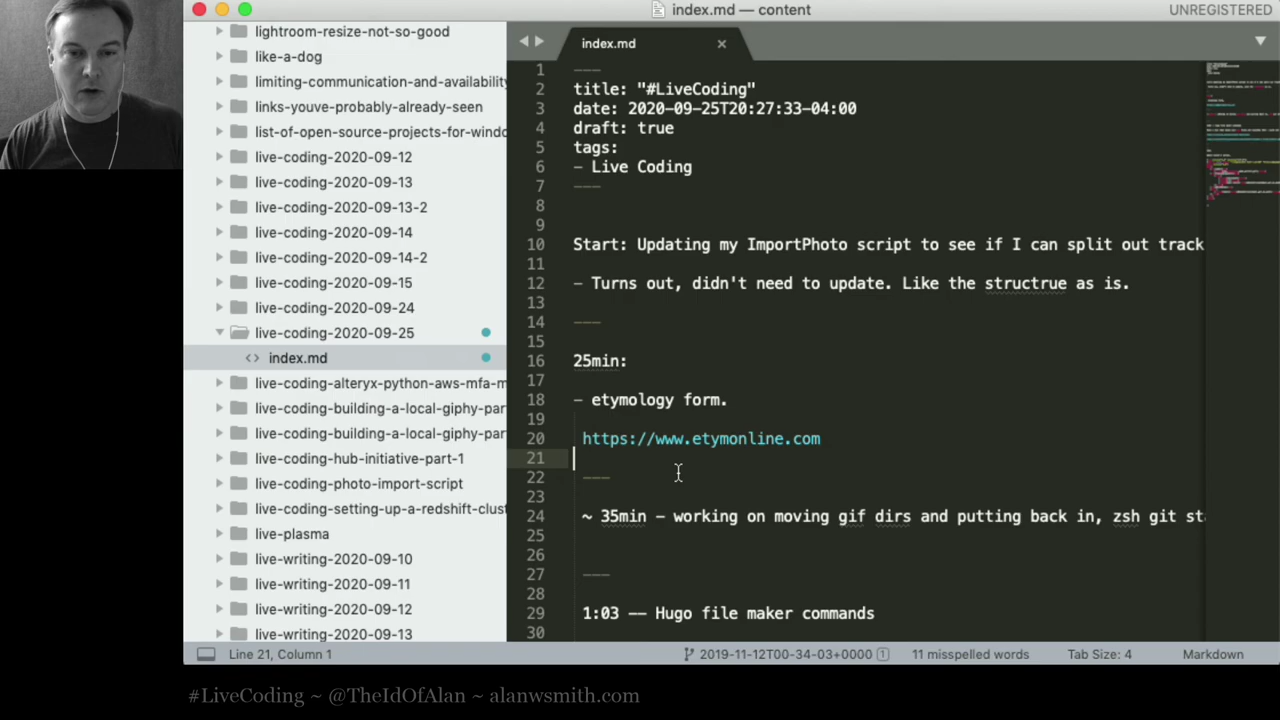 index.md — content
UNREGISTERED
lightroom-resize-not-so-good
like-a-dog
limiting-communication-and-availability
links-youve-probably-already-seen
list-of-open-source-projects-for-windo
live-coding-2020-09-12
live-coding-2020-09-13
live-coding-2020-09-13-2
live-coding-2020-09-14
live-coding-2020-09-14-2
live-coding-2020-09-15
live-coding-2020-09-24
live-coding-2020-09-25
index.md
live-coding-alteryx-python-aws-mfa-m
live-coding-building-a-local-giphy-par
live-coding-building-a-local-giphy-par
live-coding-hub-initiative-part-1
live-coding-photo-import-script
live-coding-setting-up-a-redshift-clus
live-plasma
live-writing-2020-09-10
live-writing-2020-09-11
live-writing-2020-09-12
live-writing-2020-09-13
index.md
1 ---
2 title: "#LiveCoding"
3 date: 2020-09-25T20:27:33-04:00
4 draft: true
5 tags:
6 - Live Coding
7 ---
8
9
10 Start: Updating my ImportPhoto script to see if I can split out track
11
12 - Turns out, didn't need to update. Like the structrue as is.
13
14 ---
15
16 25min:
17
18 - etymology form.
19
20 https://www.etymonline.com
21
22 ---
23
24 ~ 35min - working on moving gif dirs and putting back in, zsh git sta
25
26
27 ---
28
29 1:03 -- Hugo file maker commands
30
Line 21, Column 1
2019-11-12T00-34-03+0000 1
11 misspelled words
Tab Size: 4
Markdown
#LiveCoding ~ @TheIdOfAlan ~ alanwsmith.com